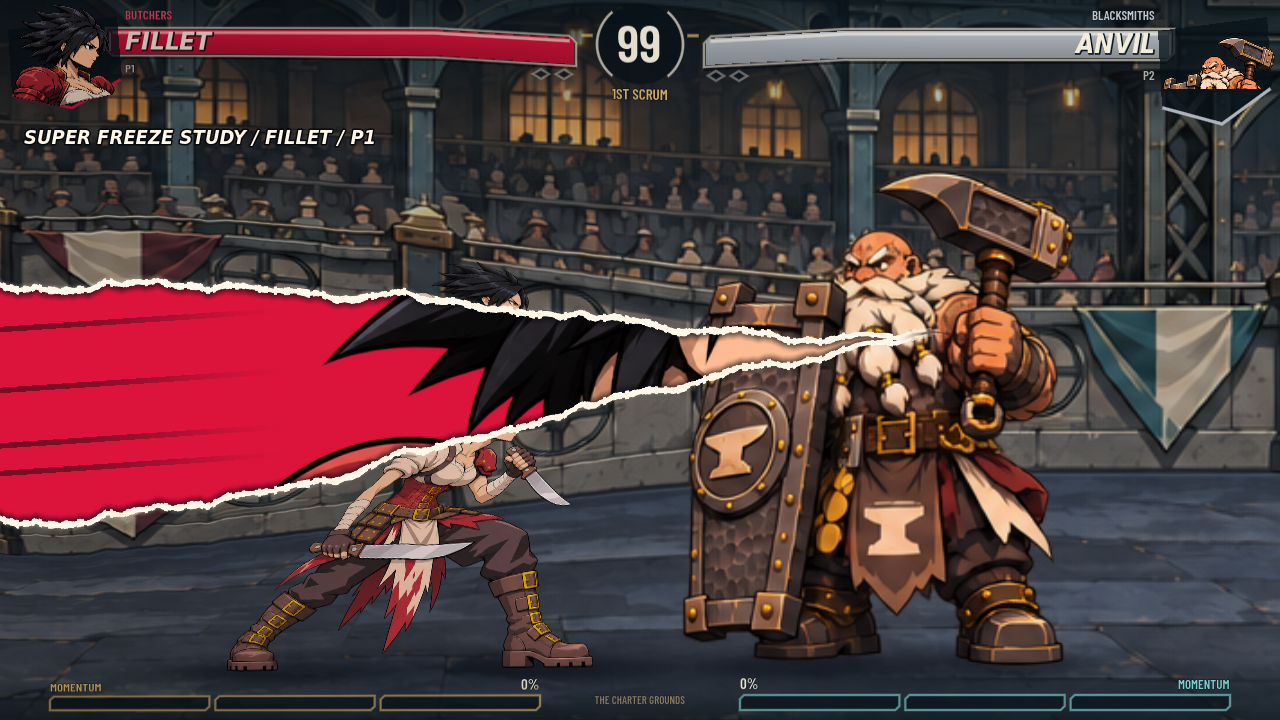 BUTCHERS
FILLET
P1
99
1ST SCRUM
BLACKSMITHS
ANVIL
P2
SUPER FREEZE STUDY / FILLET / P1
MOMENTUM
0%
THE CHARTER GROUNDS
0%
MOMENTUM